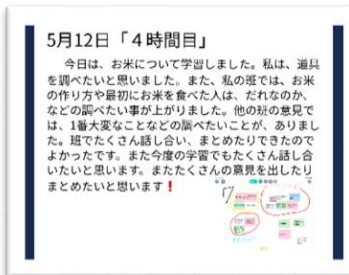 5月12日「４時間目」
　今日は、お米について学習しました。私は、道具
を調べたいと思いました。また、私の班では、お米
の作り方や最初にお米を食べた人は、だれなのか、
などの調べたい事が上がりました。他の班の意見で
は、1番大変なことなどの調べたいことが、ありまし
た。班でたくさん話し合い、まとめたりできたので
よかったです。また今度の学習でもたくさん話し合
いたいと思います。またたくさんの意見を出したり
まとめたいと思います❗